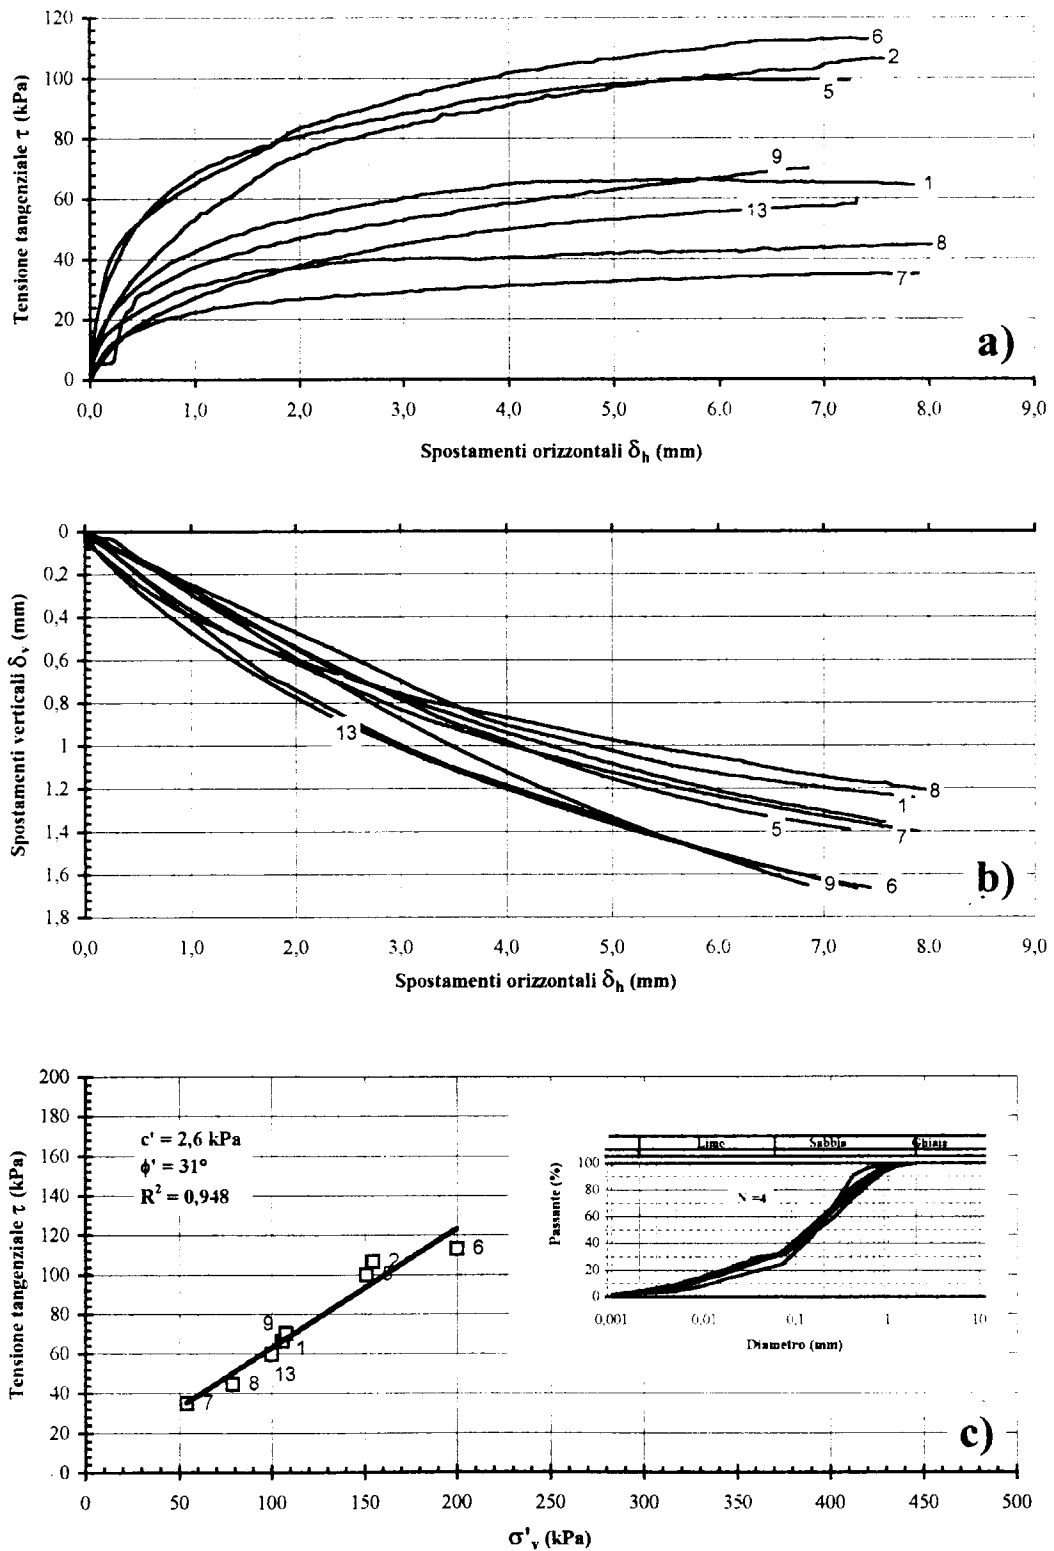 120
100
80
60
40
20
0
Tensione tangenziale τ (kPa)
6
2
5
9
1
13
8
7
a)
0,0 1,0 2,0 3,0 4,0 5,0 6.0 7,0 8,0 9,0
Spostamenti orizzontali δh (mm)
0
0,2
0,4
0,6
0,8
1
1.2
1,4
1,6
1,8
Spostamenti verticali δv (mm)
13
8
1
7
5
9
6
b)
0,0 1,0 2,0 3,0 4,0 5,0 6.0 7,0 8.0 9,0
Spostamenti orizzontali δh (mm)
200
180
160
140
120
100
80
60
40
20
0
Tensione tangenziale τ (kPa)
c' = 2,6 kPa
ϕ' = 31°
R² = 0,948
2
6
9
1
13
8
7
Limo Sabbia Ghiaia
100
80
60
40
20
0
Passante (%)
N =4
0,001 0,01 0,1 1 10
Diametro (mm)
c)
0 50 100 150 200 250 300 350 400 450 500
σ'v (kPa)